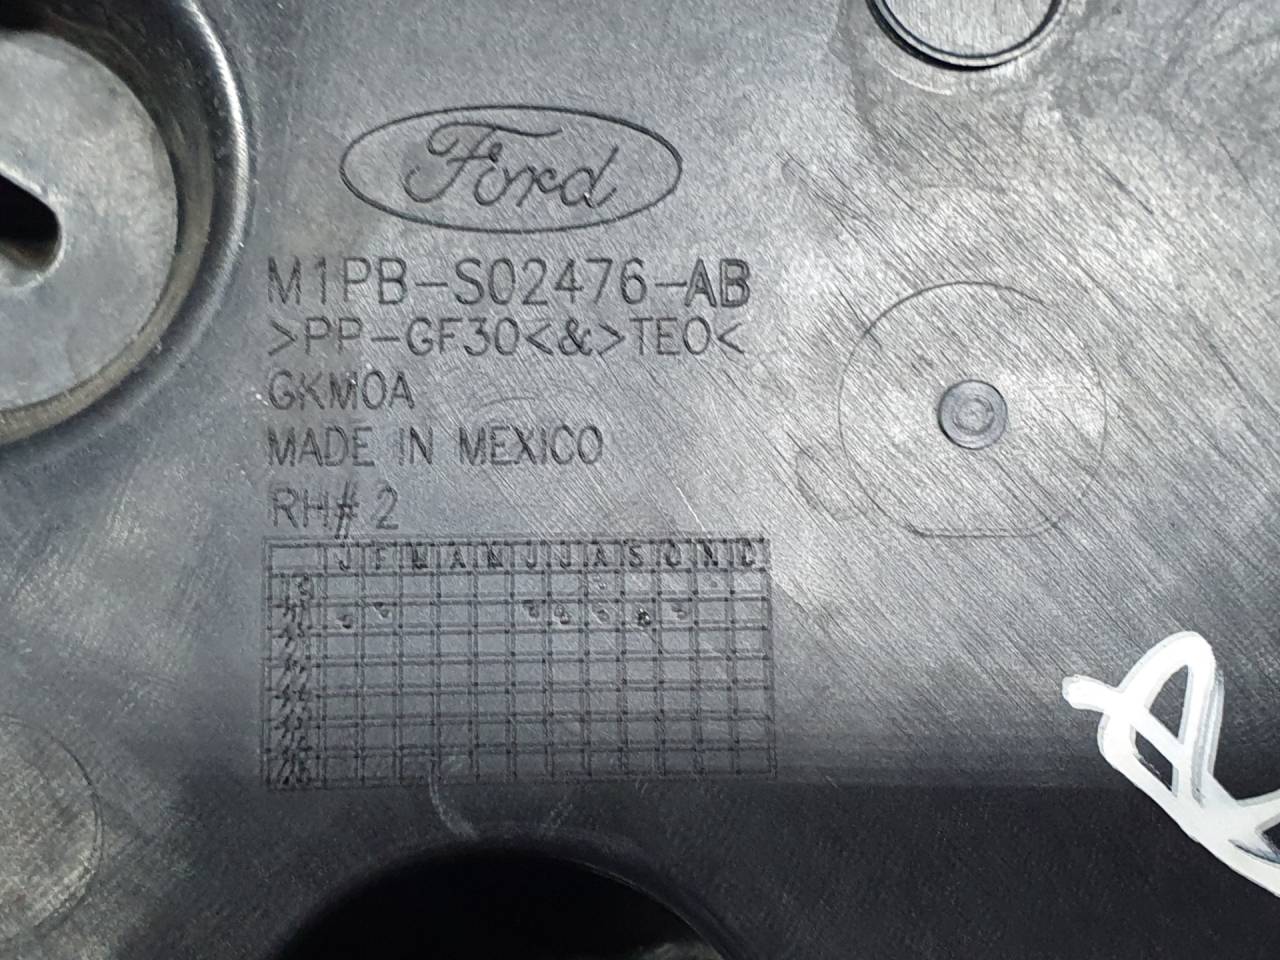 Ford
M1PB-S02476-AB
>PP-GF30<&>TEO<
GKM0A
MADE IN MEXICO
RH# 2
J F M A M J J A S O N D